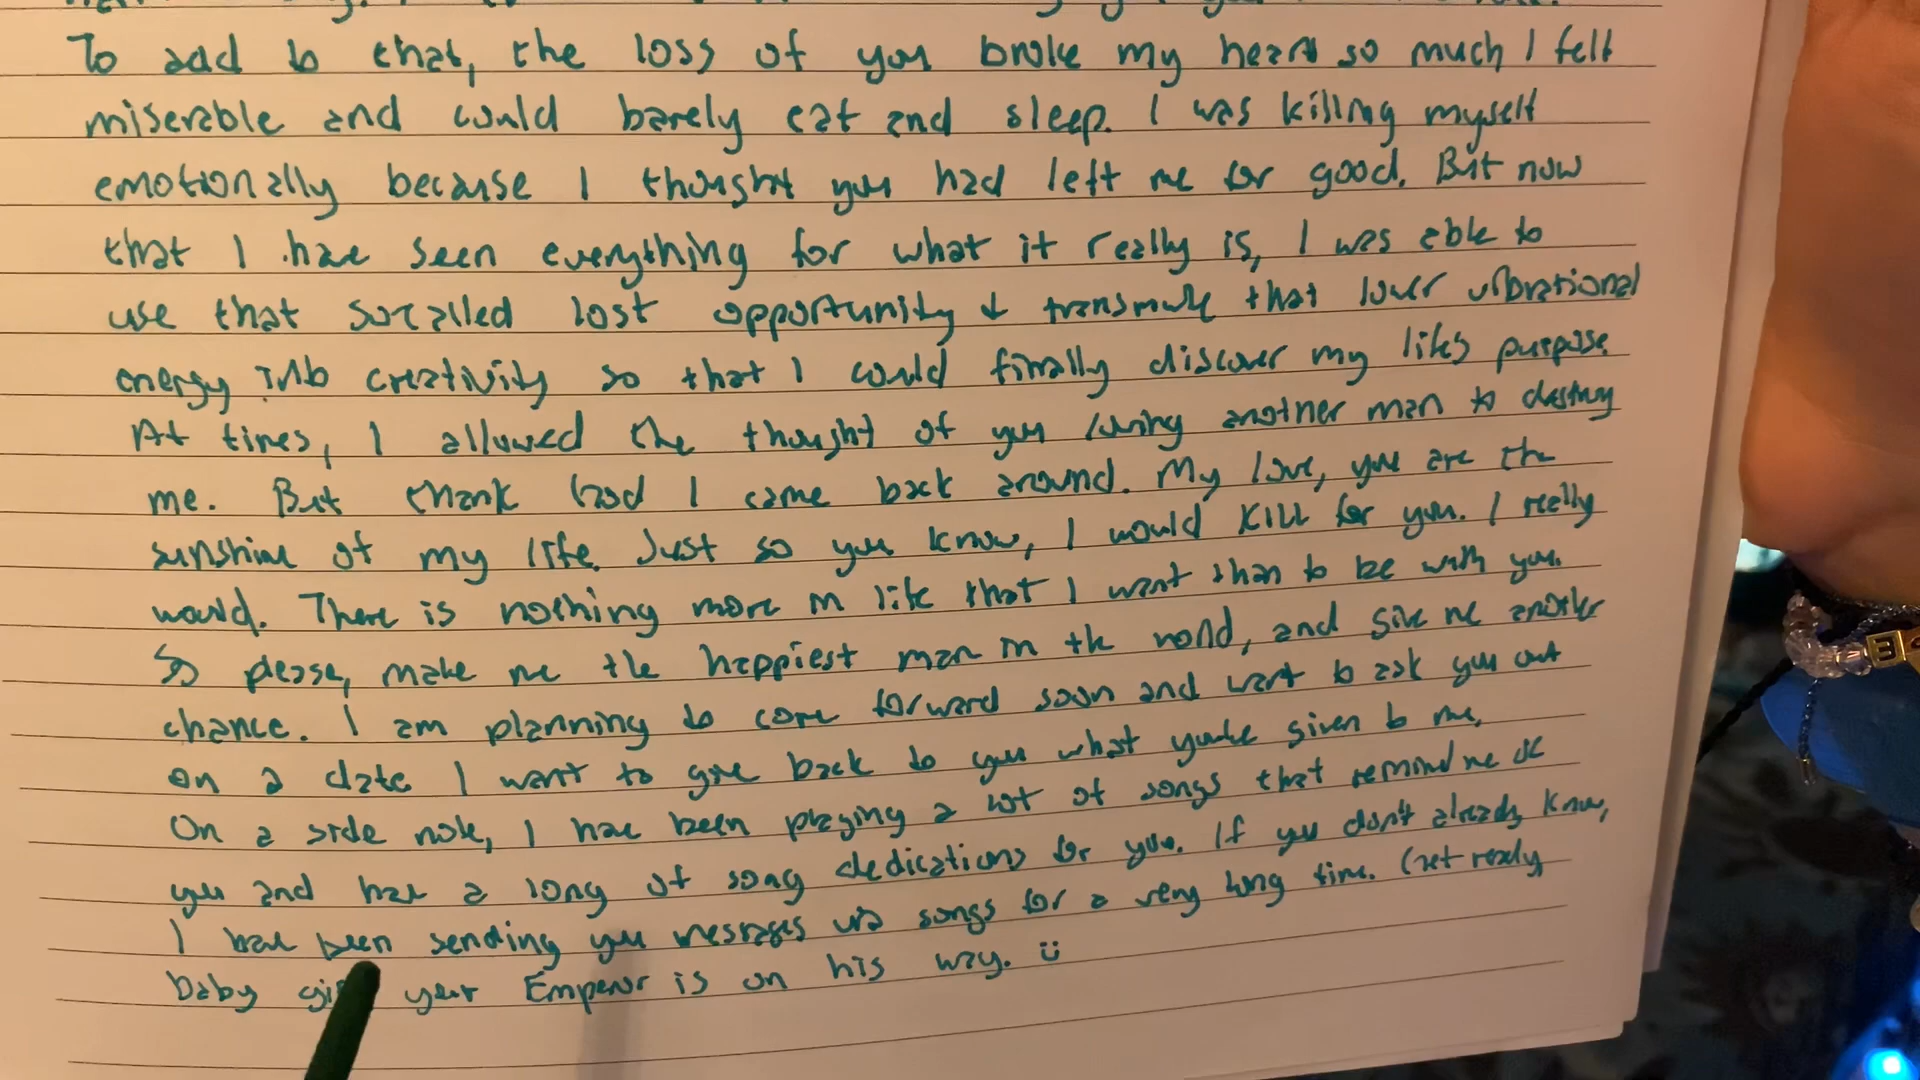 To add to that, the loss of you broke my heart so much I felt
miserable and could barely eat and sleep. I was killing myself
emotionally because I thought you had left me for good. But now
that I have seen everything for what it really is, I was able to
use that socalled lost opportunity & transmute that lower vibrational
energy into creativity so that I could finally discover my life's purpose.
At times, I allowed the thought of you loving another man to destroy
me. But thank God I came back around. My love, you are the
sunshine of my life. Just so you know, I would KILL for you. I really
would. There is nothing more in life that I want than to be with you.
So please, make me the happiest man in the world, and give me another
chance. I am planning to come forward soon and want to ask you out
on a date I want to give back to you what you've given to me.
On a side note, I have been playing a lot of songs that remind me of
you and have a long of song dedications for you. If you don't already know,
I have been sending you messages via songs for a very long time. Get ready
baby girl your Emperor is on his way. ü
E